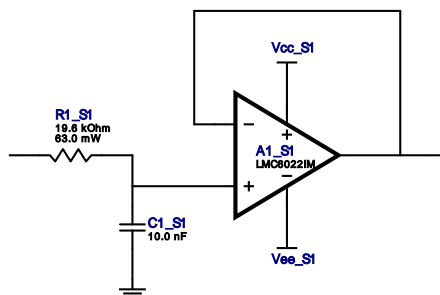 Vcc_S1
R1_S1
19.6 kOhm
63.0 mW
A1_S1
LMC6022IM
C1_S1
10.0 nF
Vee_S1